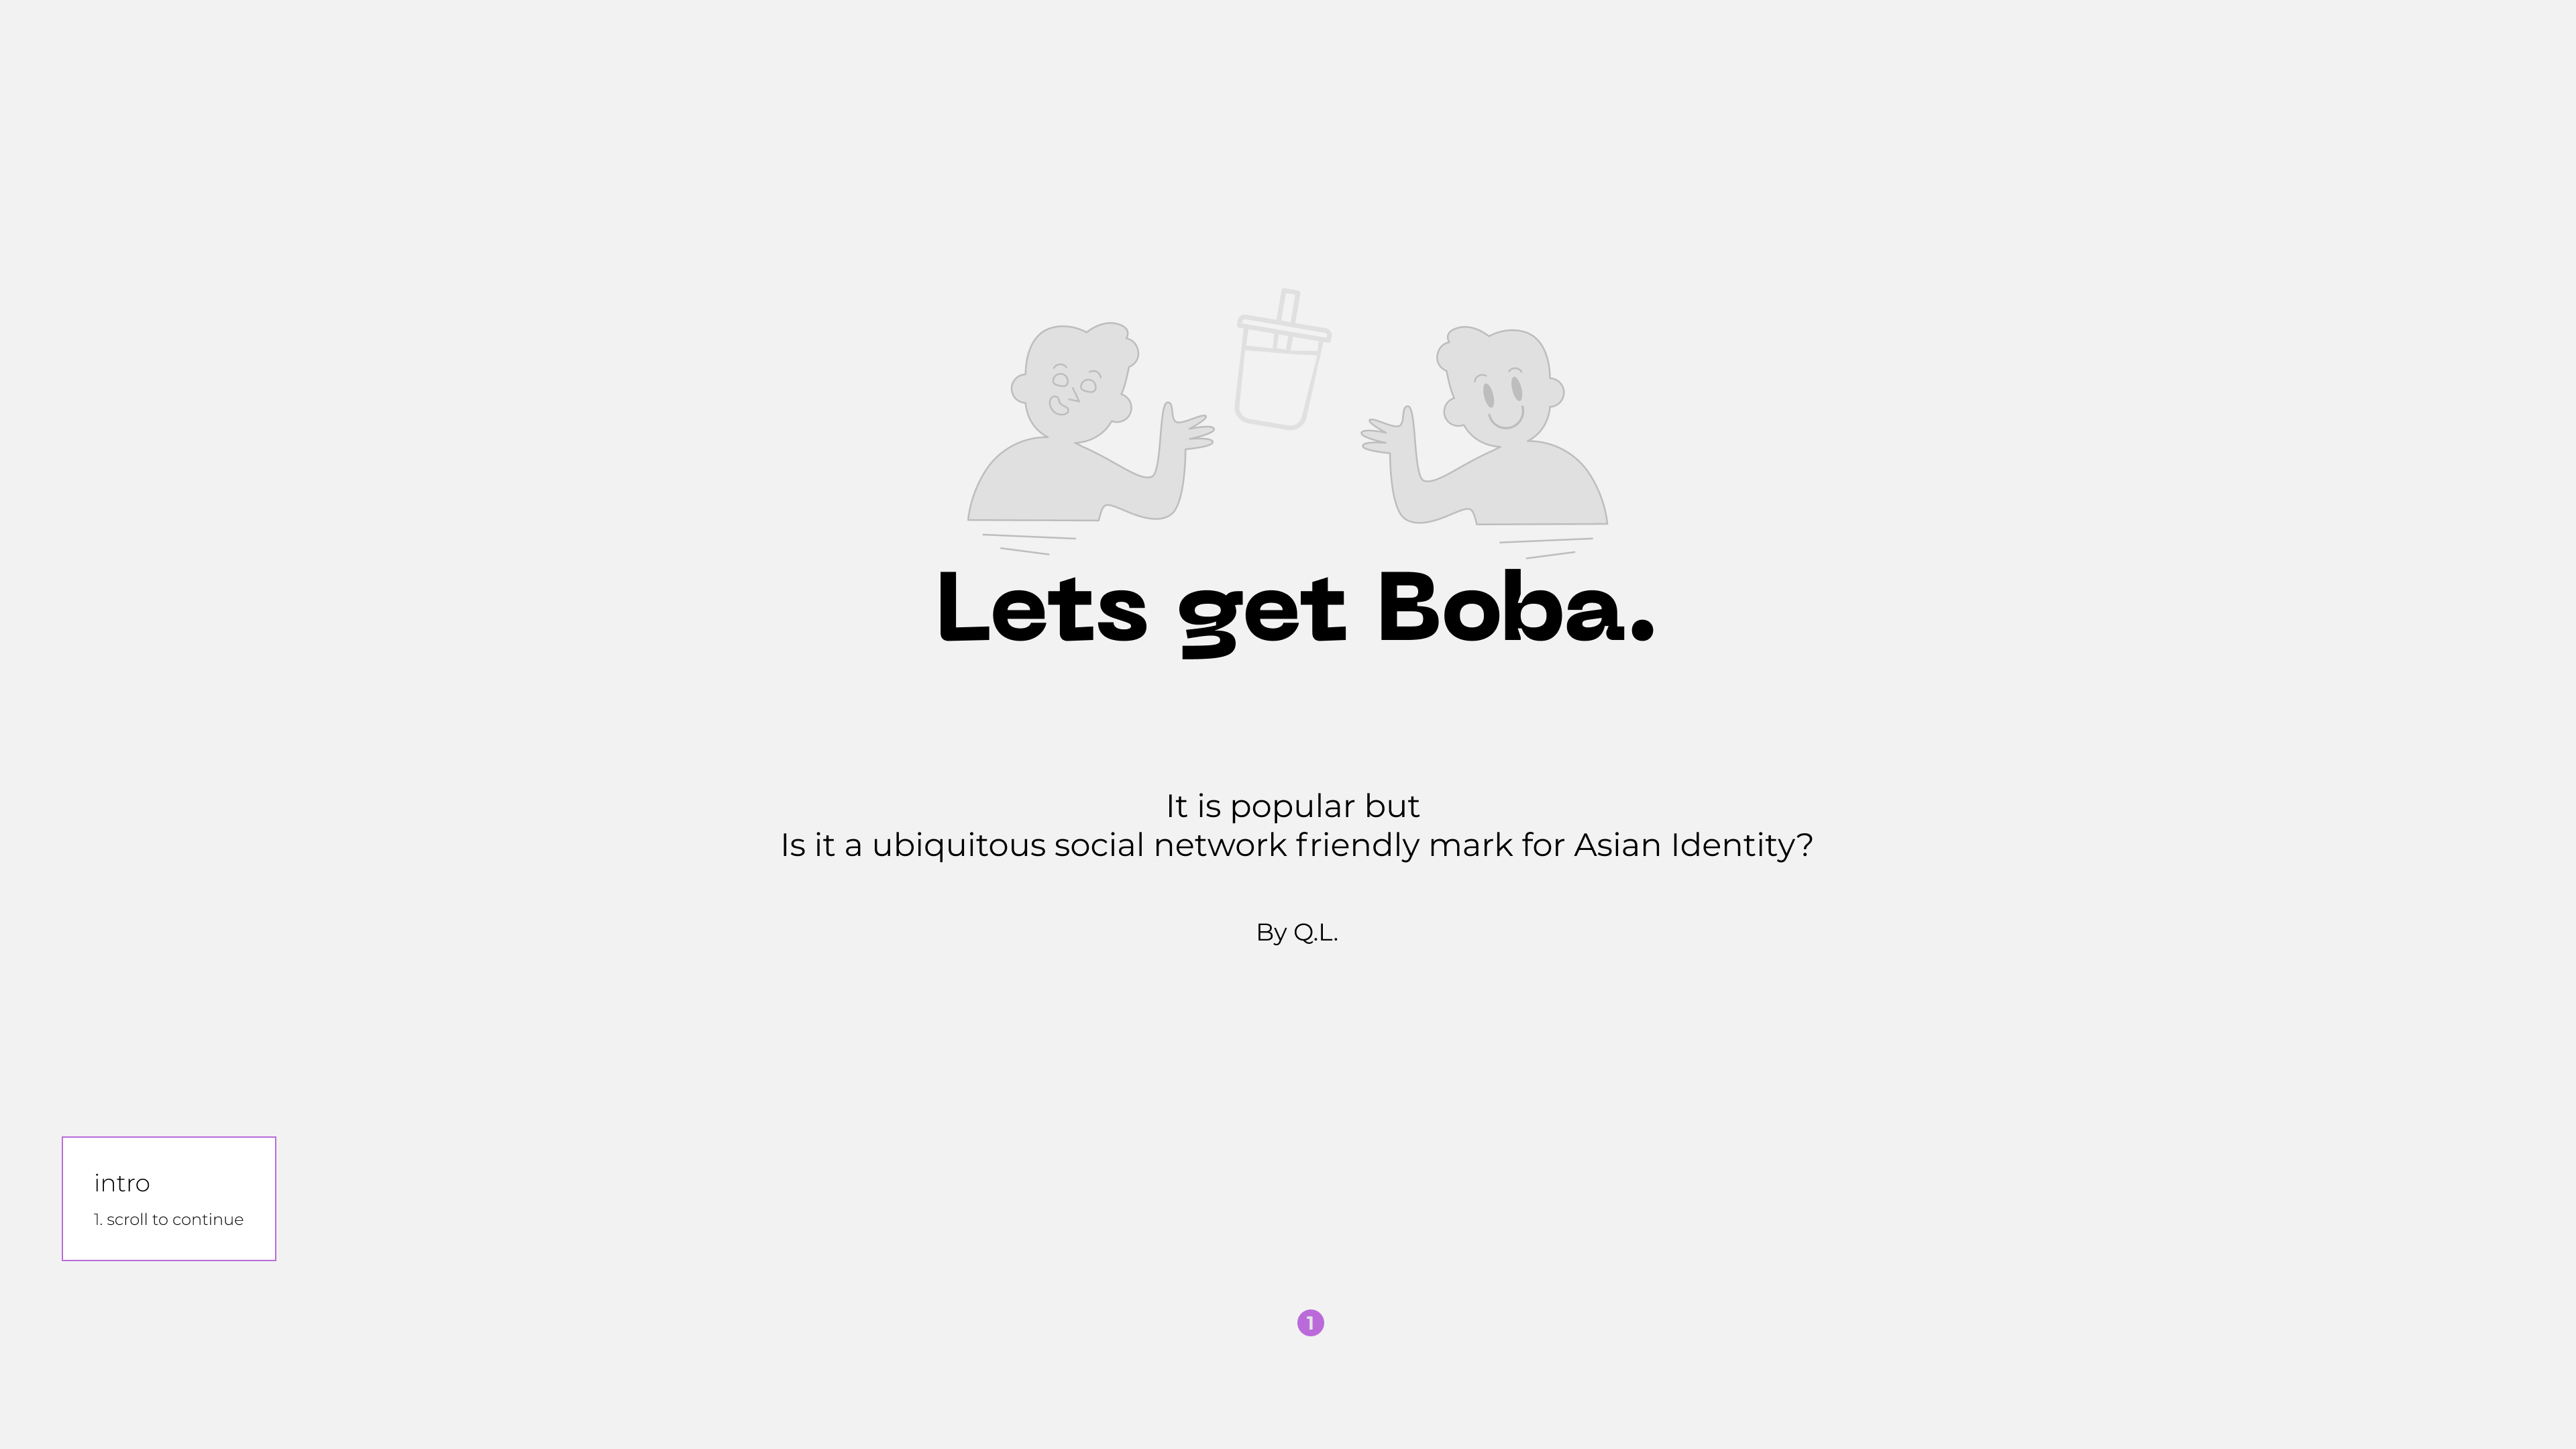 Lets get Boba.
It is popular but
Is it a ubiquitous social network friendly mark for Asian Identity?
By Q.L.
intro
1. scroll to continue
1